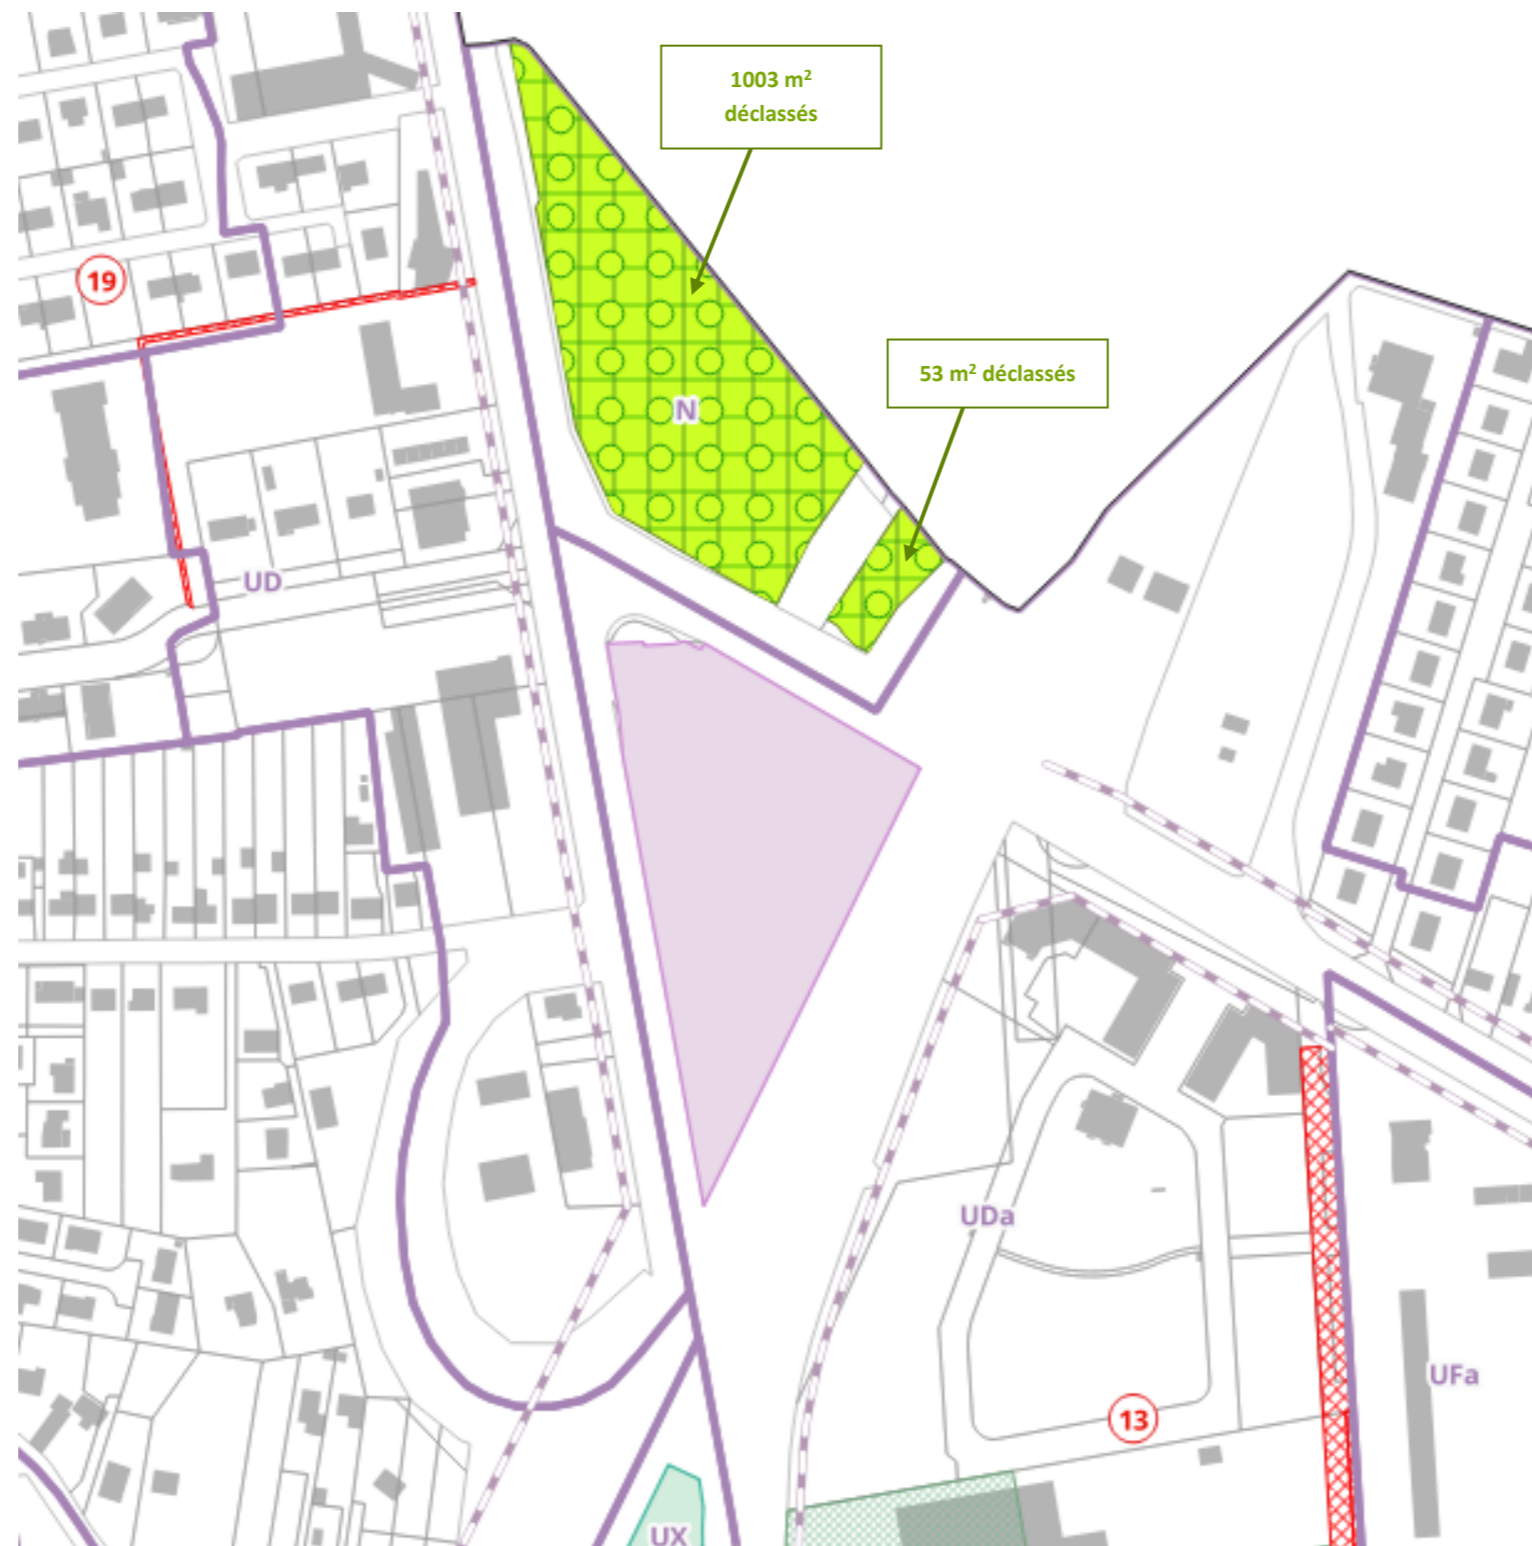 1003 m²
déclassés
19
53 m² déclassés
N
UD
UDa
UFa
13
UX